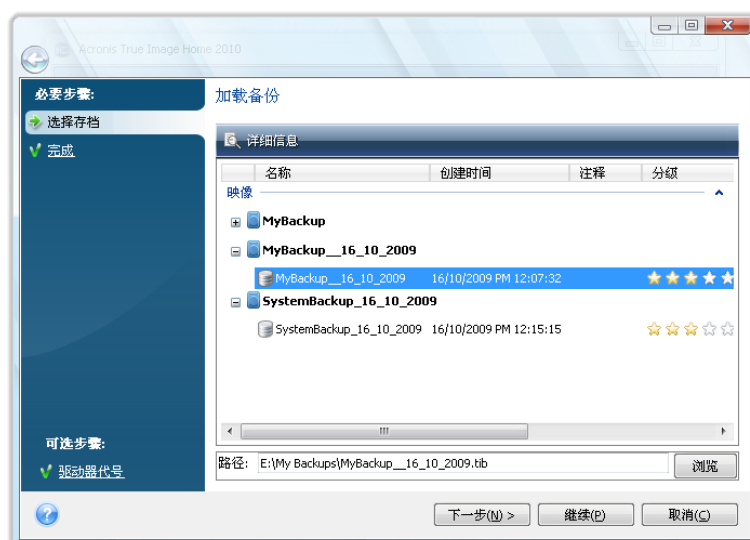 Acronis True Image Home 2010
必要步骤:
选择存档
完成
可选步骤:
驱动器代号
加载备份
详细信息
名称 创建时间 注释 分级
映像
MyBackup
MyBackup__16_10_2009
MyBackup__16_10_2009 16/10/2009 PM 12:07:32
SystemBackup_16_10_2009
SystemBackup_16_10_2009 16/10/2009 PM 12:15:15
路径: E:\My Backups\MyBackup__16_10_2009.tib 浏览
下一步(N) > 继续(P) 取消(C)